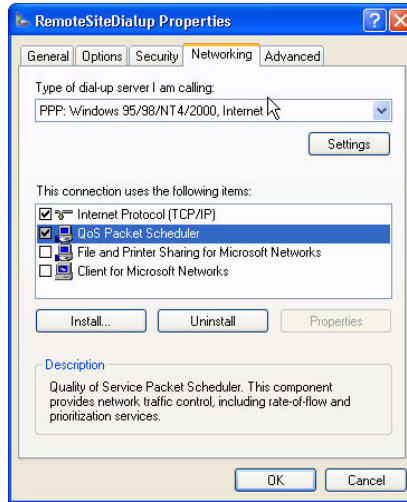 RemoteSiteDialup Properties
General Options Security Networking Advanced
Type of dial-up server I am calling:
PPP: Windows 95/98/NT4/2000, Internet
Settings
This connection uses the following items:
Internet Protocol (TCP/IP)
QoS Packet Scheduler
File and Printer Sharing for Microsoft Networks
Client for Microsoft Networks
Install... Uninstall Properties
Description
Quality of Service Packet Scheduler. This component
provides network traffic control, including rate-of-flow and
prioritization services.
OK Cancel